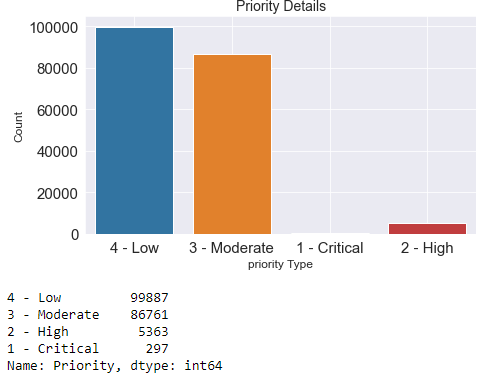 Priority Details
100000
80000
60000
40000
20000
0
Count
4 - Low 3 - Moderate 1 - Critical 2 - High
priority Type
4 - Low         99887
3 - Moderate    86761
2 - High         5363
1 - Critical      297
Name: Priority, dtype: int64